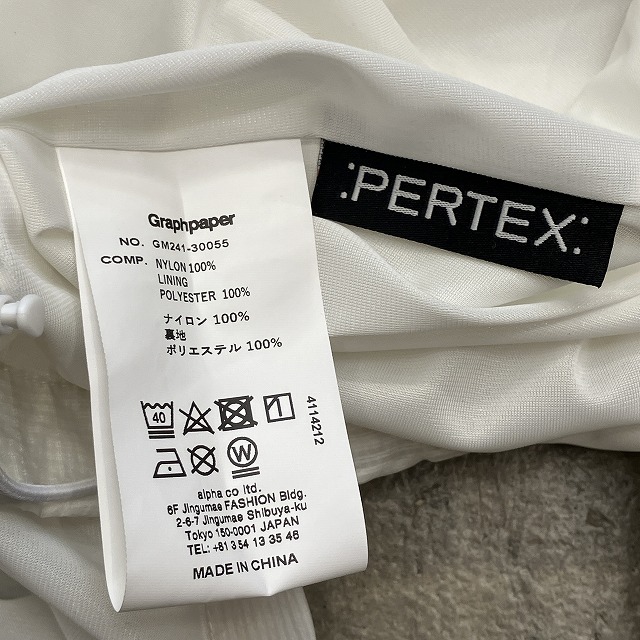 Graphpaper
NO. GM241-30055
COMP. NYLON 100%
LINING
POLYESTER 100%
ナイロン 100%
裏地
ポリエステル 100%
40
W
4114212
alpha co ltd.
6F Jingumae FASHION Bldg.
2-6-7 Jingumae Shibuya-ku
Tokyo 150-0001 JAPAN
TEL: +81 3 54 13 35 46
MADE IN CHINA
:PERTEX: